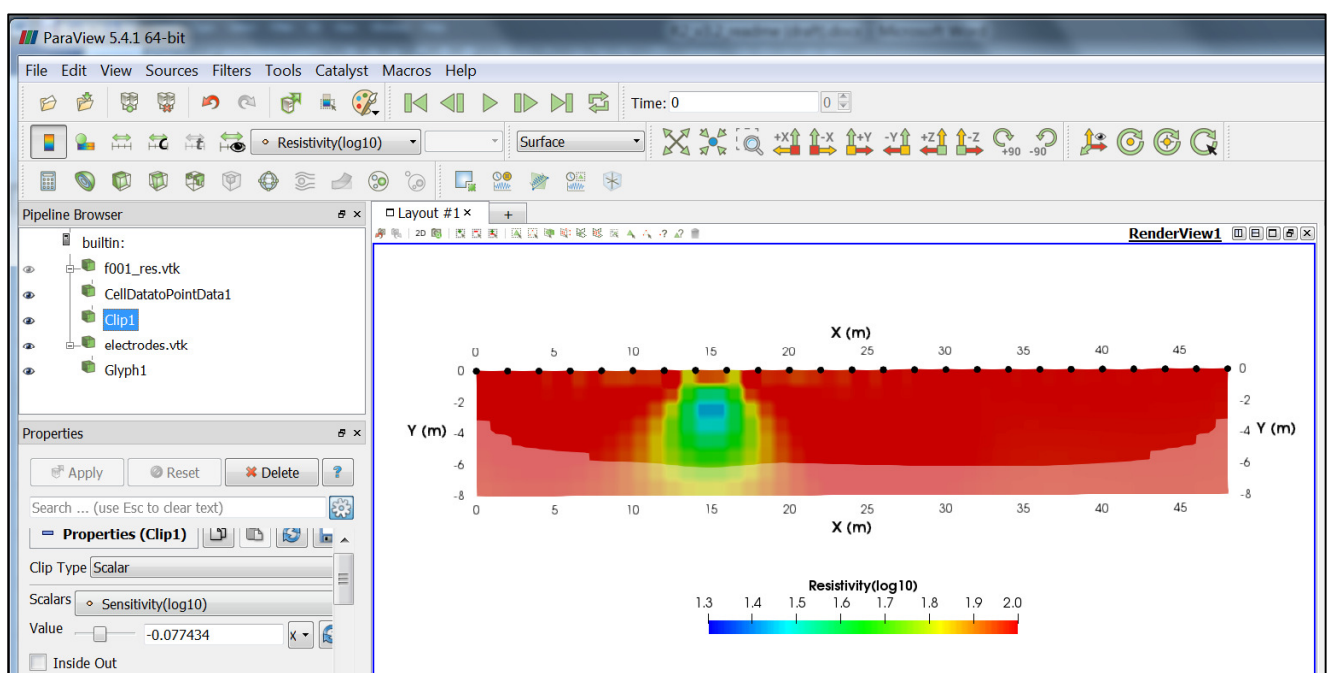 ParaView 5.4.1 64-bit
File Edit View Sources Filters Tools Catalyst Macros Help
Time: 0 0
Resistivity(log10) Surface +X -X +Y -Y +Z -Z +90 -90
Pipeline Browser
Layout #1 × +
builtin:
2D
RenderView1
f001_res.vtk
CellDatatoPointData1
Clip1
electrodes.vtk
Glyph1
X (m)
0 5 10 15 20 25 30 35 40 45
0 0
-2 -2
Y (m) -4 -4 Y (m)
-6 -6
-8 -8
0 5 10 15 20 25 30 35 40 45
X (m)
Resistivity(log10)
1.3 1.4 1.5 1.6 1.7 1.8 1.9 2.0
Properties
Apply Reset Delete ?
Search ... (use Esc to clear text)
Properties (Clip1)
Clip Type Scalar
Scalars Sensitivity(log10)
Value -0.077434 X
Inside Out